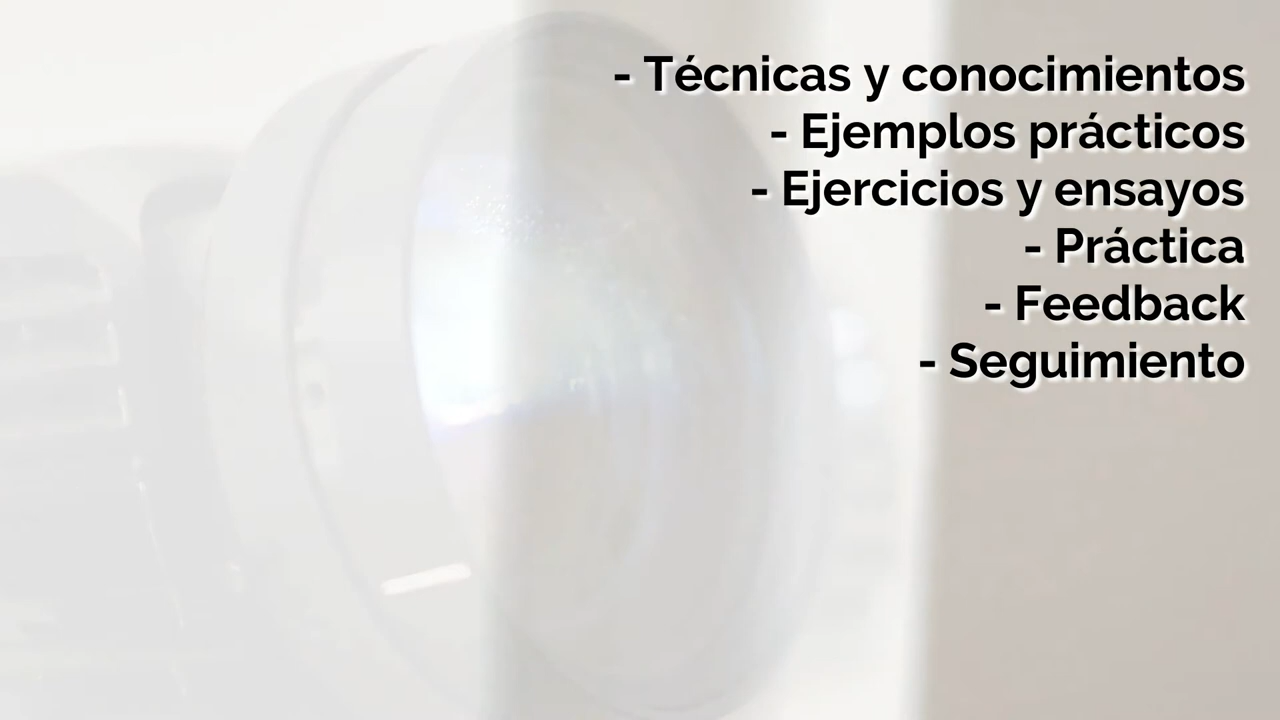 - Técnicas y conocimientos
- Ejemplos prácticos
- Ejercicios y ensayos
- Práctica
- Feedback
- Seguimiento